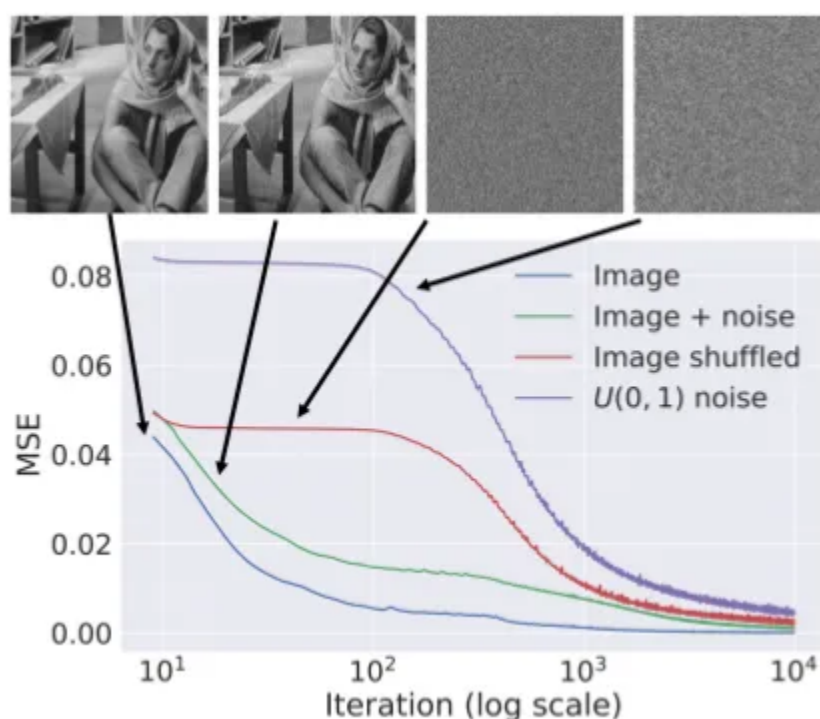 0.08
0.06
0.04
0.02
0.00
MSE
Image
Image + noise
Image shuffled
U(0, 1) noise
10¹ 10² 10³ 10⁴
Iteration (log scale)